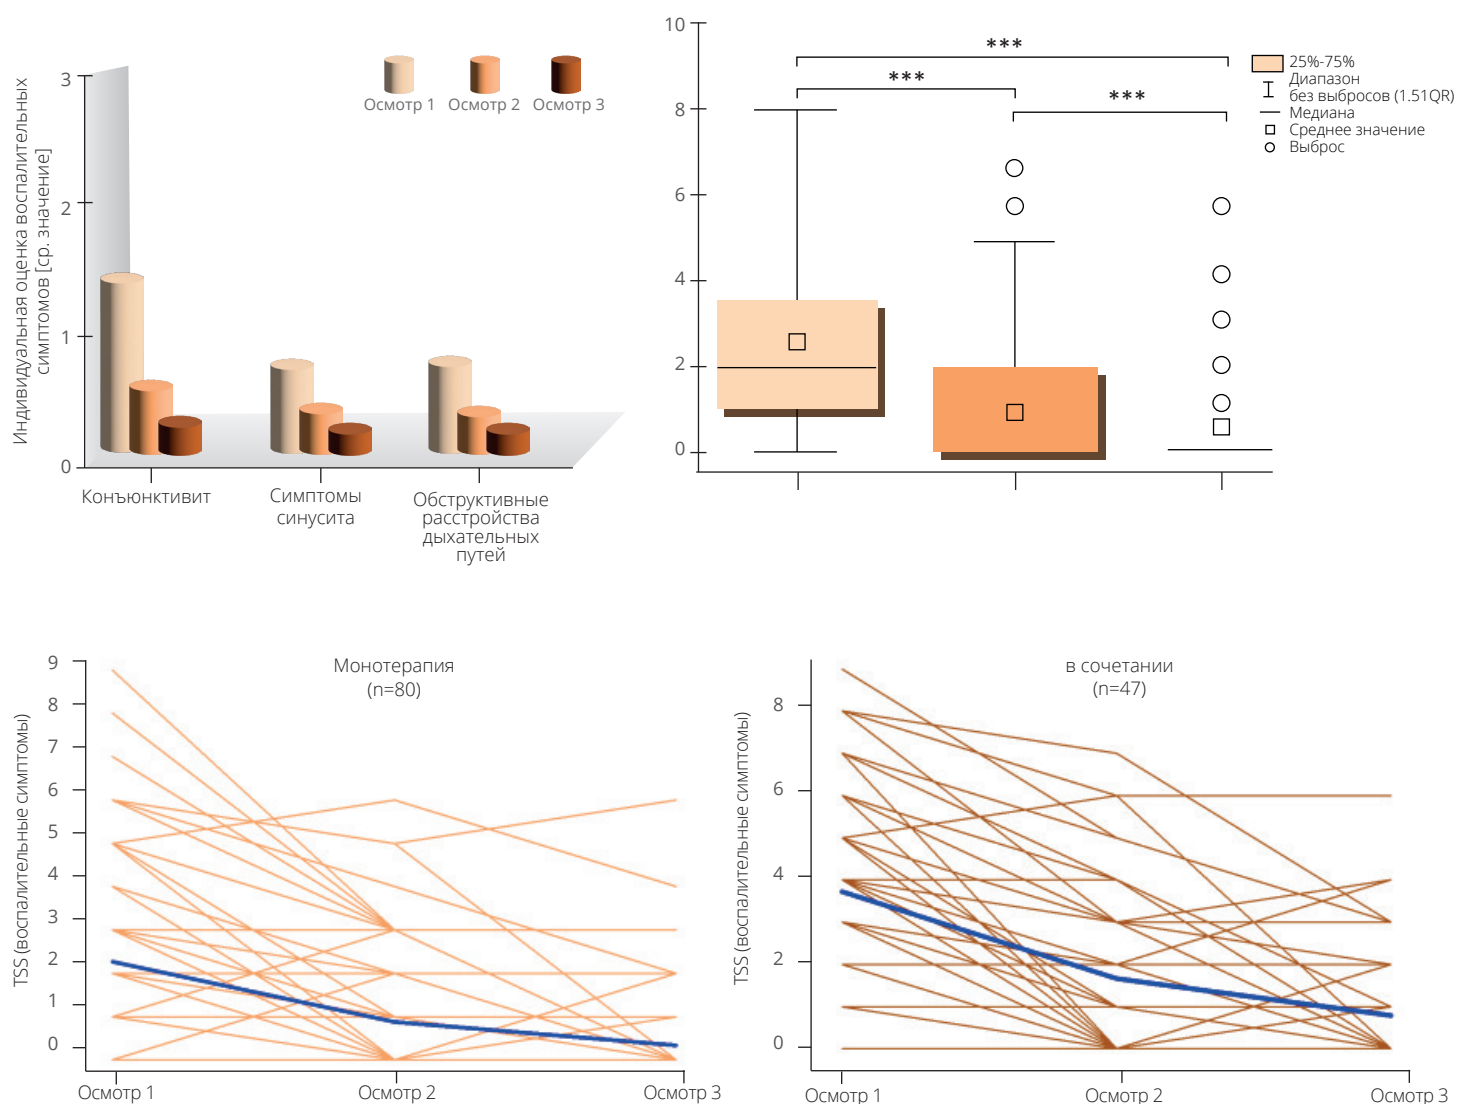 Индивидуальная оценка воспалительных
симптомов [ср. значение]
3
2
1
0
Осмотр 1
Осмотр 2
Осмотр 3
Конъюнктивит
Симптомы
синусита
Обструктивные
расстройства
дыхательных
путей
10
8
6
4
2
0
***
***
***
25%-75%
Диапазон
без выбросов (1.51QR)
Медиана
Среднее значение
Выброс
TSS (воспалительные симптомы)
9
8
7
6
5
4
3
2
1
0
Монотерапия
(n=80)
Осмотр 1
Осмотр 2
Осмотр 3
TSS (воспалительные симптомы)
8
6
4
2
0
в сочетании
(n=47)
Осмотр 1
Осмотр 2
Осмотр 3